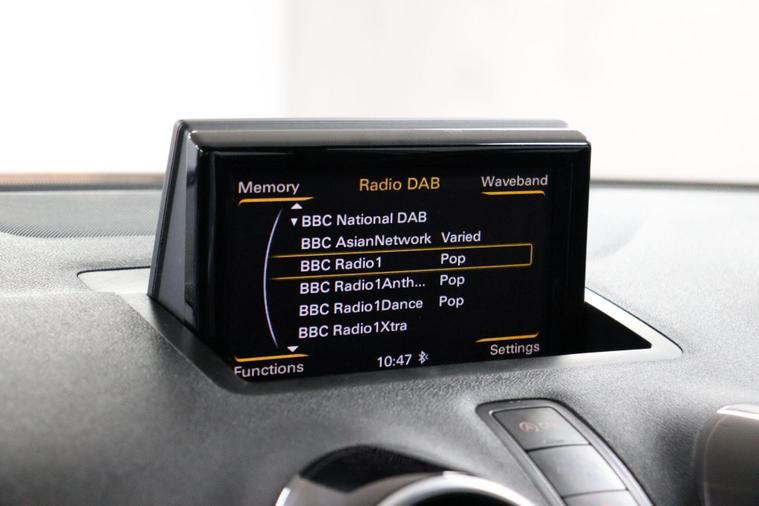 Memory Radio DAB Waveband
BBC National DAB
BBC AsianNetwork Varied
BBC Radio1 Pop
BBC Radio1Anth... Pop
BBC Radio1Dance Pop
BBC Radio1Xtra
Functions 10:47 Settings